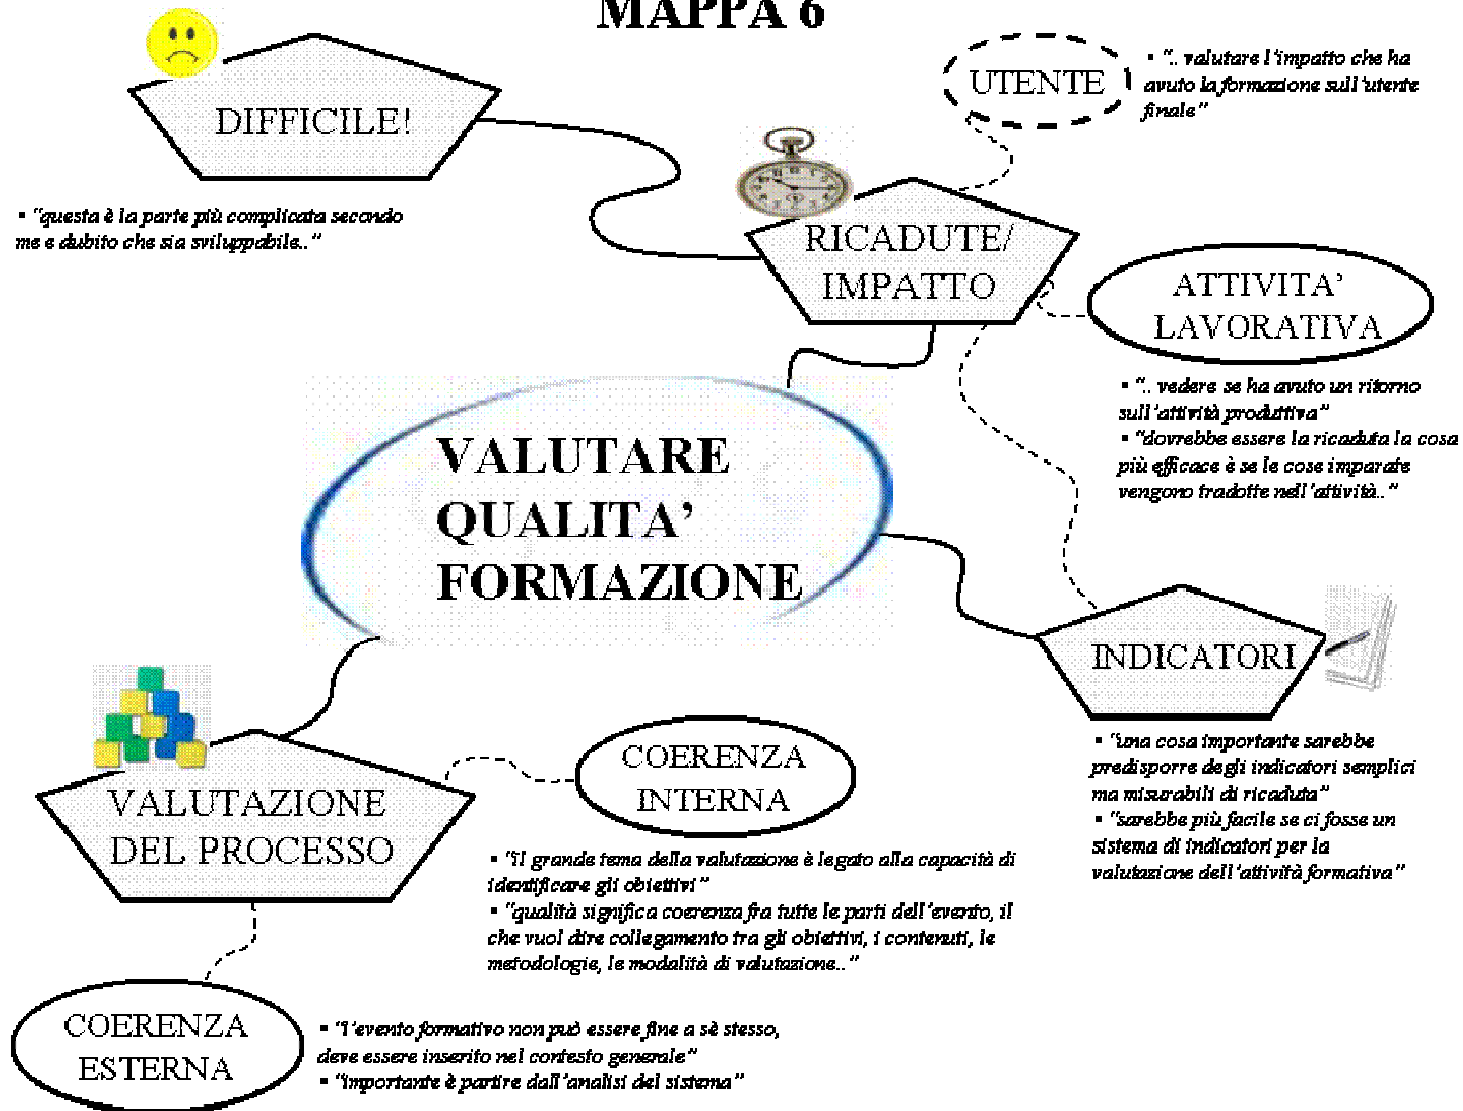 MAPPA 6
DIFFICILE!
▪ “questa è la parte più complicata secondo
me e dubito che sia sviluppabile..”
UTENTE
▪ “.. valutare l’impatto che ha
avuto la formazione sull’utente
finale”
RICADUTE/
IMPATTO
ATTIVITA’
LAVORATIVA
▪ “.. vedere se ha avuto un ritorno
sull’attività produttiva”
▪ “dovrebbe essere la ricaduta la cosa
più efficace è se le cose imparate
vengono tradotte nell’attività..”
VALUTARE
QUALITA’
FORMAZIONE
INDICATORI
▪ “una cosa importante sarebbe
predisporre degli indicatori semplici
ma misurabili di ricaduta”
▪ “sarebbe più facile se ci fosse un
sistema di indicatori per la
valutazione dell’attività formativa”
VALUTAZIONE
DEL PROCESSO
COERENZA
INTERNA
▪ “il grande tema della valutazione è legato alla capacità di
identificare gli obiettivi”
▪ “qualità significa coerenza fra tutte le parti dell’evento, il
che vuol dire collegamento tra gli obiettivi, i contenuti, le
metodologie, le modalità di valutazione..”
COERENZA
ESTERNA
▪ “l’evento formativo non può essere fine a sè stesso,
deve essere inserito nel contesto generale”
▪ “importante è partire dall’analisi del sistema”